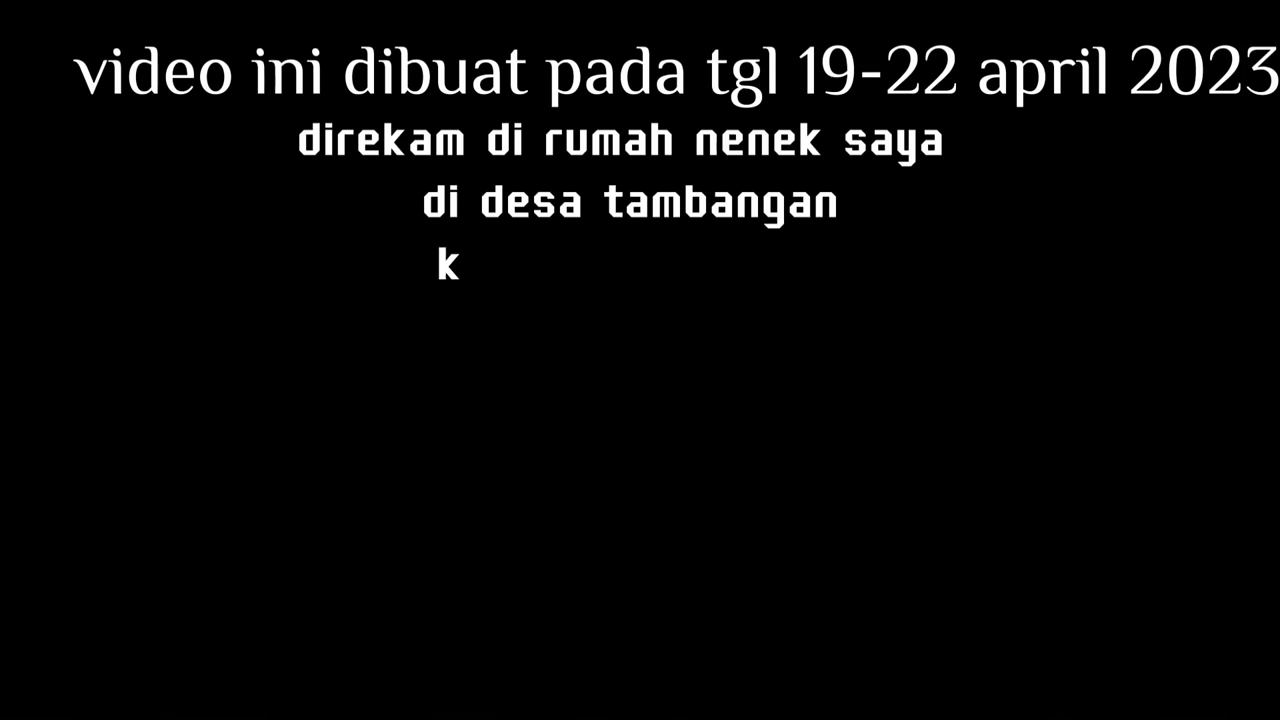 video ini dibuat pada tgl 19-22 april 2023
direkam di rumah nenek saya
di desa tambangan
k